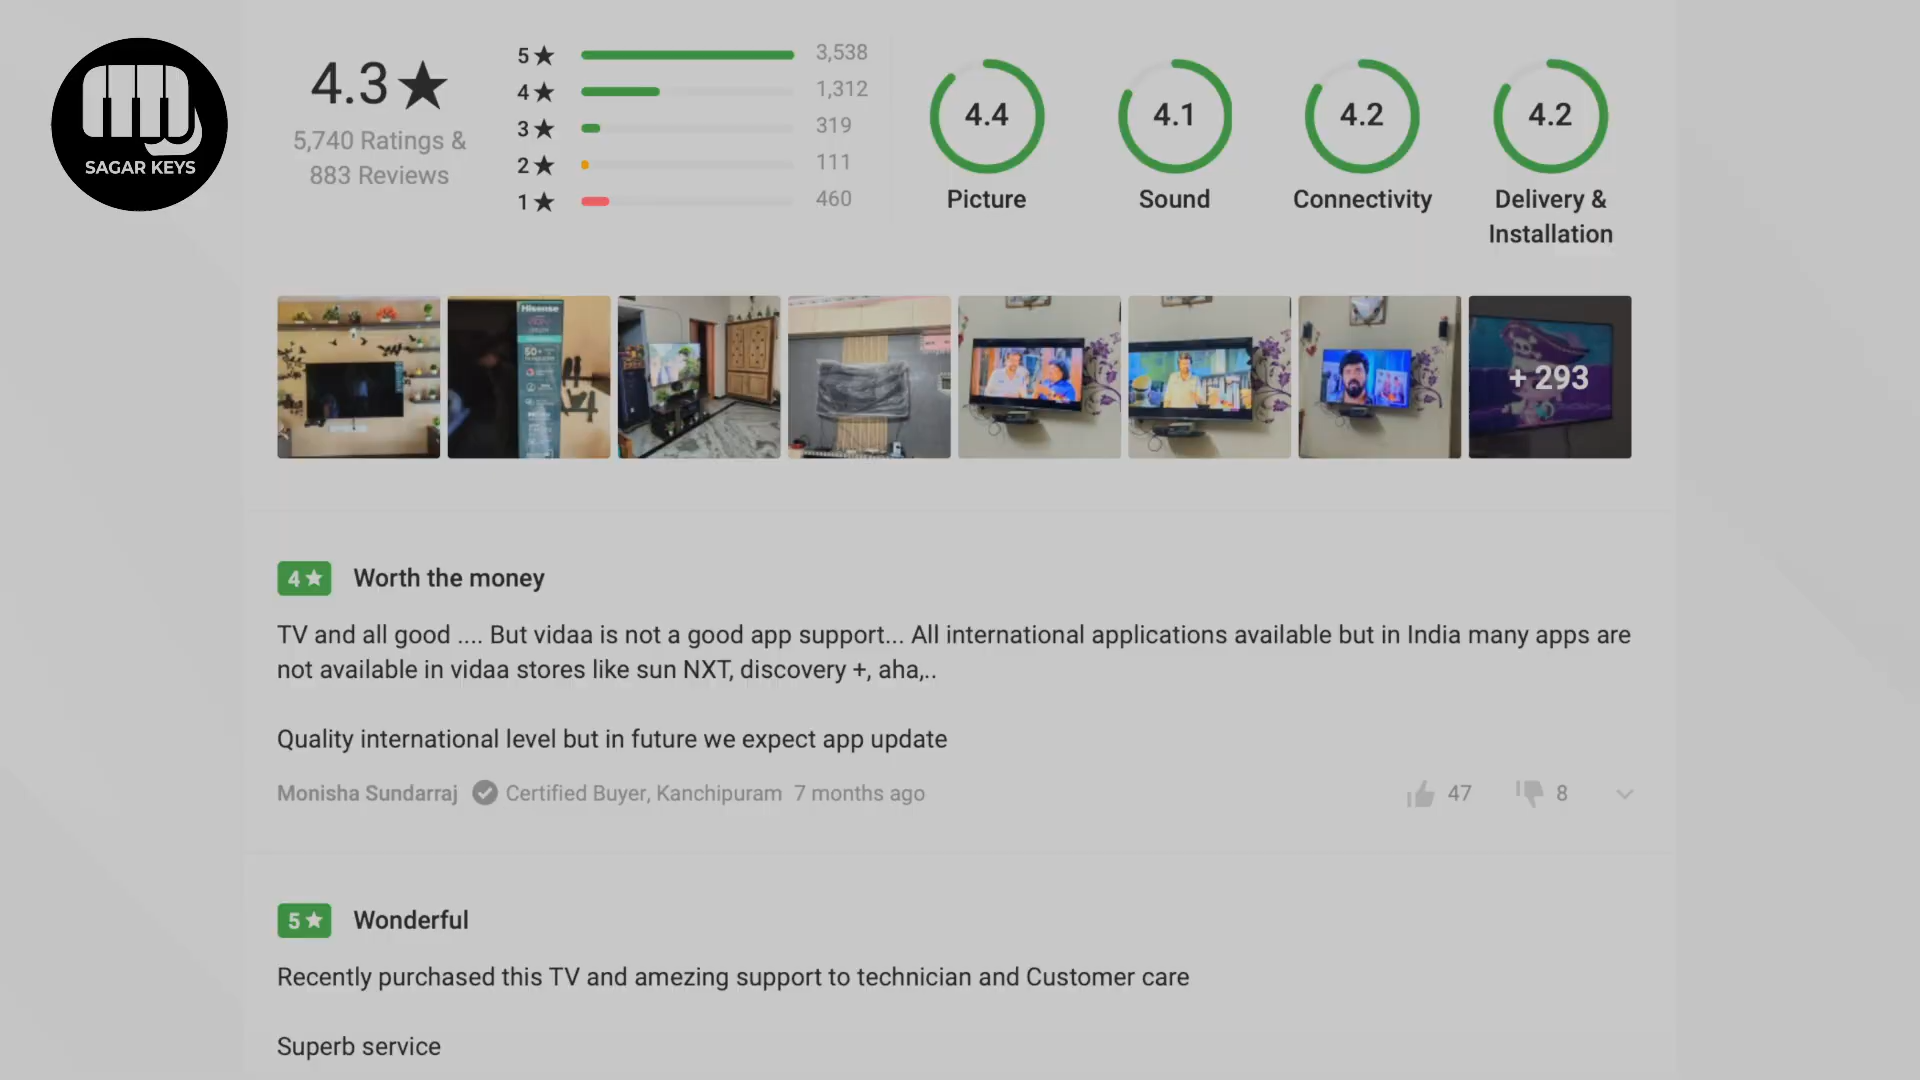 SAGAR KEYS
4.3★
5,740 Ratings &
883 Reviews
5★ 3,538
4★ 1,312
3★ 319
2★ 111
1★ 460
4.4
Picture
4.1
Sound
4.2
Connectivity
4.2
Delivery &
Installation
Hisense
50+
+ 293
4★ Worth the money
TV and all good .... But vidaa is not a good app support... All international applications available but in India many apps are
not available in vidaa stores like sun NXT, discovery +, aha,..
Quality international level but in future we expect app update
Monisha Sundarraj Certified Buyer, Kanchipuram 7 months ago 47 8
5★ Wonderful
Recently purchased this TV and amezing support to technician and Customer care
Superb service